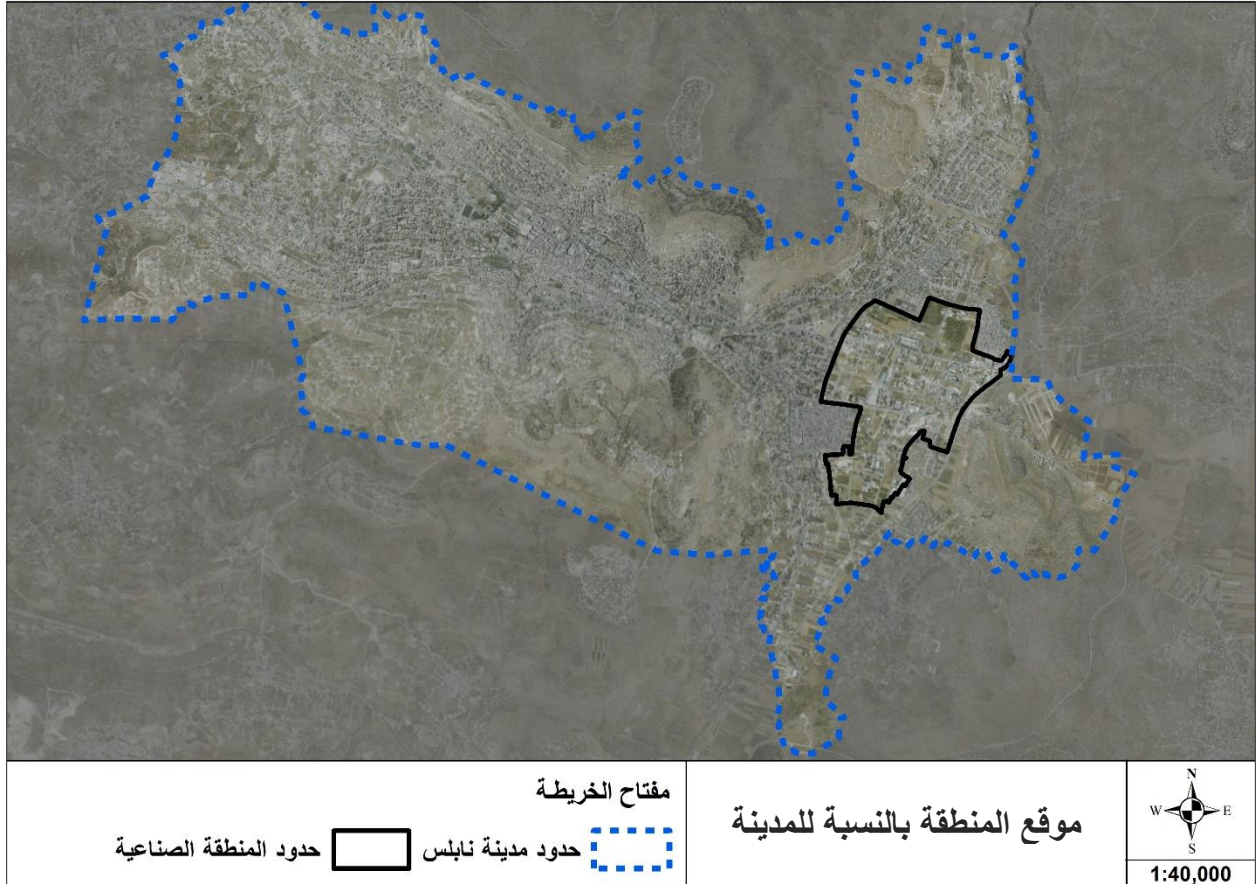 مفتاح الخريطة
حدود مدينة نابلس
حدود المنطقة الصناعية
موقع المنطقة بالنسبة للمدينة
N
W E
S
1:40,000